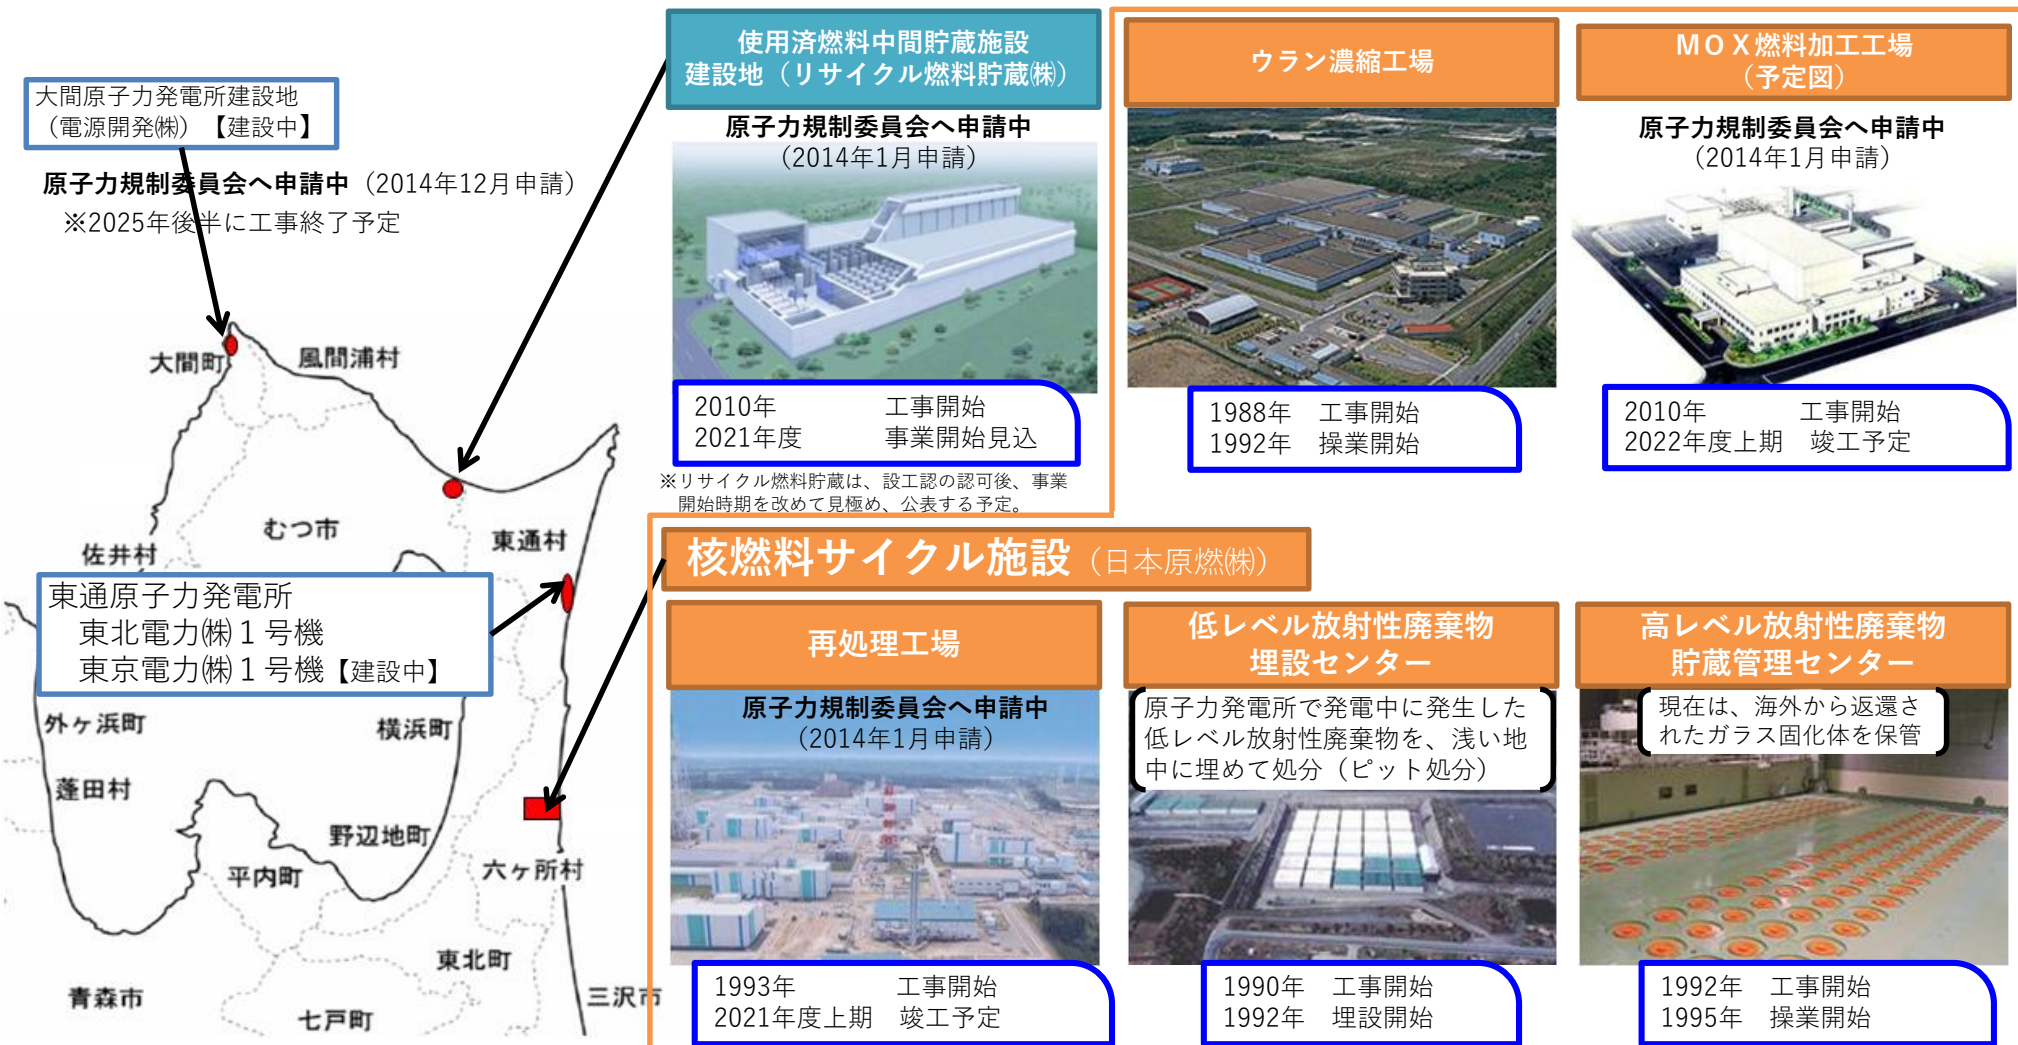 大間原子力発電所建設地
（電源開発㈱）【建設中】
原子力規制委員会へ申請中（2014年12月申請）
※2025年後半に工事終了予定
大間町
風間浦村
むつ市
佐井村
東通村
東通原子力発電所
東北電力㈱１号機
東京電力㈱１号機【建設中】
外ヶ浜町
横浜町
蓬田村
野辺地町
平内町
六ヶ所村
東北町
青森市
七戸町
三沢市
使用済燃料中間貯蔵施設
建設地（リサイクル燃料貯蔵㈱）
原子力規制委員会へ申請中
（2014年1月申請）
2010年 工事開始
2021年度 事業開始見込
※リサイクル燃料貯蔵は、設工認の認可後、事業
開始時期を改めて見極め、公表する予定。
ウラン濃縮工場
1988年 工事開始
1992年 操業開始
ＭＯＸ燃料加工工場
（予定図）
原子力規制委員会へ申請中
（2014年1月申請）
2010年 工事開始
2022年度上期 竣工予定
核燃料サイクル施設（日本原燃㈱）
再処理工場
原子力規制委員会へ申請中
（2014年1月申請）
1993年 工事開始
2021年度上期 竣工予定
低レベル放射性廃棄物
埋設センター
原子力発電所で発電中に発生した
低レベル放射性廃棄物を、浅い地
中に埋めて処分（ピット処分）
1990年 工事開始
1992年 埋設開始
高レベル放射性廃棄物
貯蔵管理センター
現在は、海外から返還さ
れたガラス固化体を保管
1992年 工事開始
1995年 操業開始